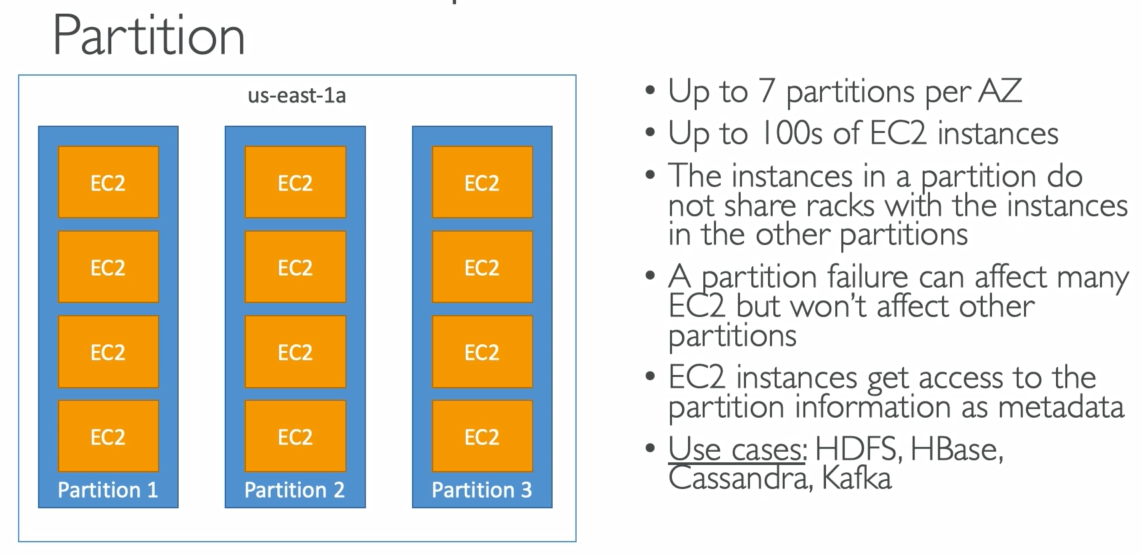 Partition
us-east-1a
EC2 EC2 EC2
EC2 EC2 EC2
EC2 EC2 EC2
EC2 EC2 EC2
Partition 1 Partition 2 Partition 3
• Up to 7 partitions per AZ
• Up to 100s of EC2 instances
• The instances in a partition do
not share racks with the instances
in the other partitions
• A partition failure can affect many
EC2 but won’t affect other
partitions
• EC2 instances get access to the
partition information as metadata
• Use cases: HDFS, HBase,
Cassandra, Kafka